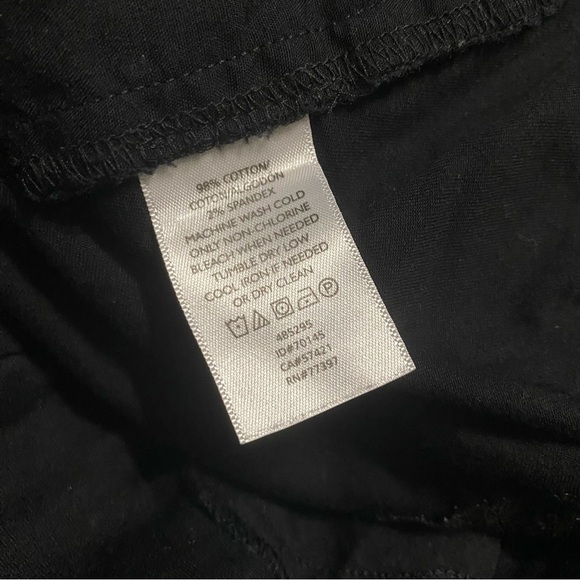 98% COTTON/
COTON/ALGODÓN
2% SPANDEX
MACHINE WASH COLD
ONLY NON-CHLORINE
BLEACH WHEN NEEDED
TUMBLE DRY LOW
COOL IRON IF NEEDED
OR DRY CLEAN
P
485295
ID#70145
CA#57421
RN#77397